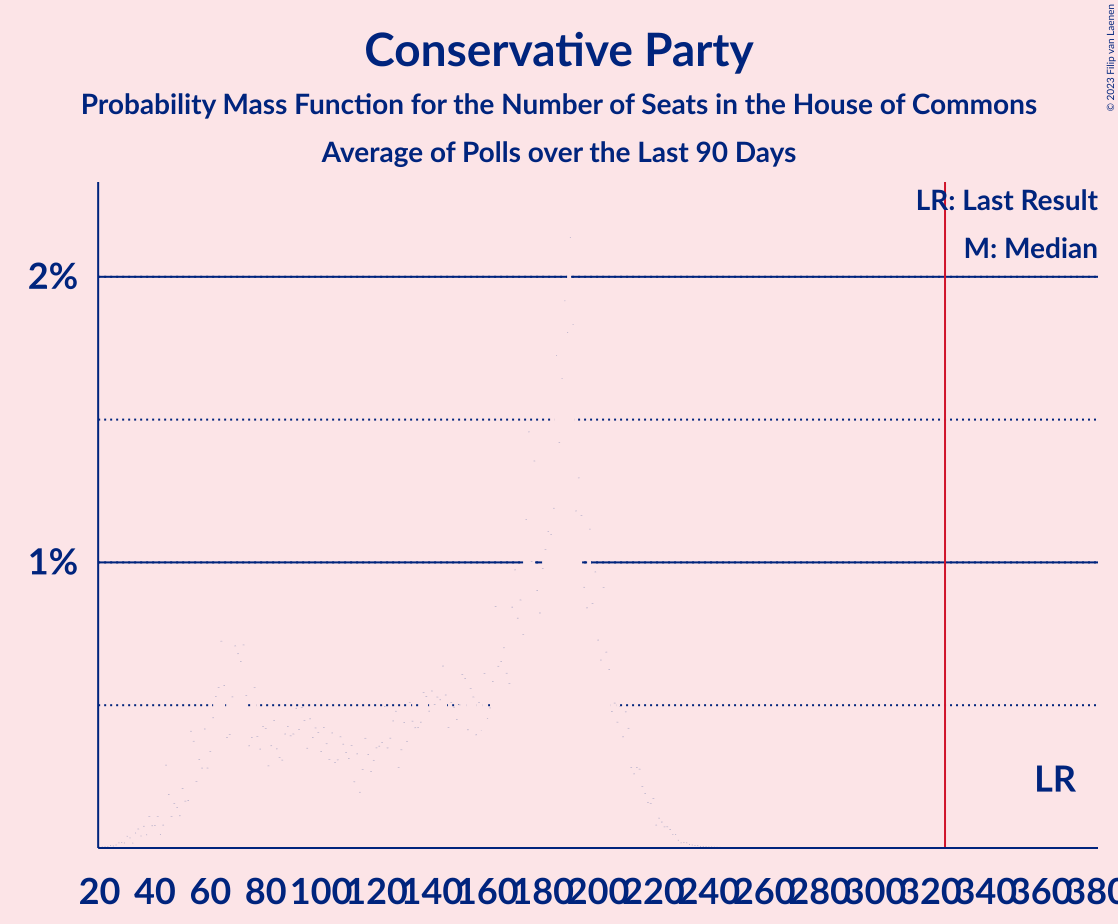 Conservative Party
Probability Mass Function for the Number of Seats in the House of Commons
Average of Polls over the Last 90 Days
© 2023 Filip van Laenen
LR: Last Result
M: Median
2%
1%
LR
20 40 60 80 100 120 140 160 180 200 220 240 260 280 300 320 340 360 380